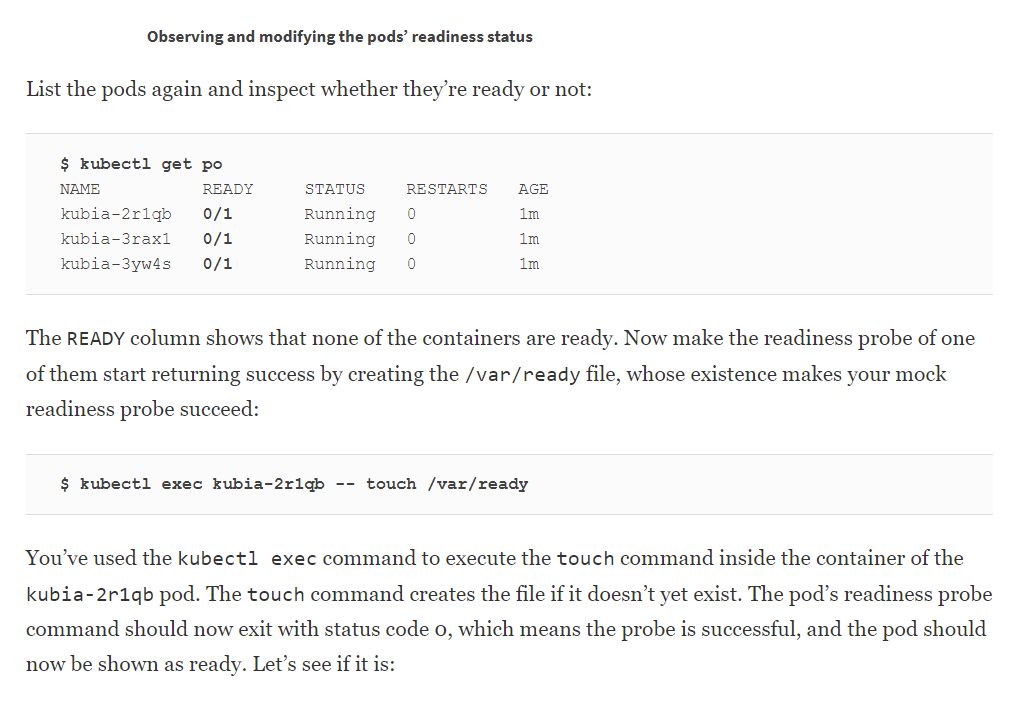 Observing and modifying the pods’ readiness status
List the pods again and inspect whether they’re ready or not:
$ kubectl get po
NAME READY STATUS RESTARTS AGE
kubia-2r1qb 0/1 Running 0 1m
kubia-3rax1 0/1 Running 0 1m
kubia-3yw4s 0/1 Running 0 1m
The READY column shows that none of the containers are ready. Now make the readiness probe of one
of them start returning success by creating the /var/ready file, whose existence makes your mock
readiness probe succeed:
$ kubectl exec kubia-2r1qb -- touch /var/ready
You’ve used the kubectl exec command to execute the touch command inside the container of the
kubia-2r1qb pod. The touch command creates the file if it doesn’t yet exist. The pod’s readiness probe
command should now exit with status code 0, which means the probe is successful, and the pod should
now be shown as ready. Let’s see if it is: